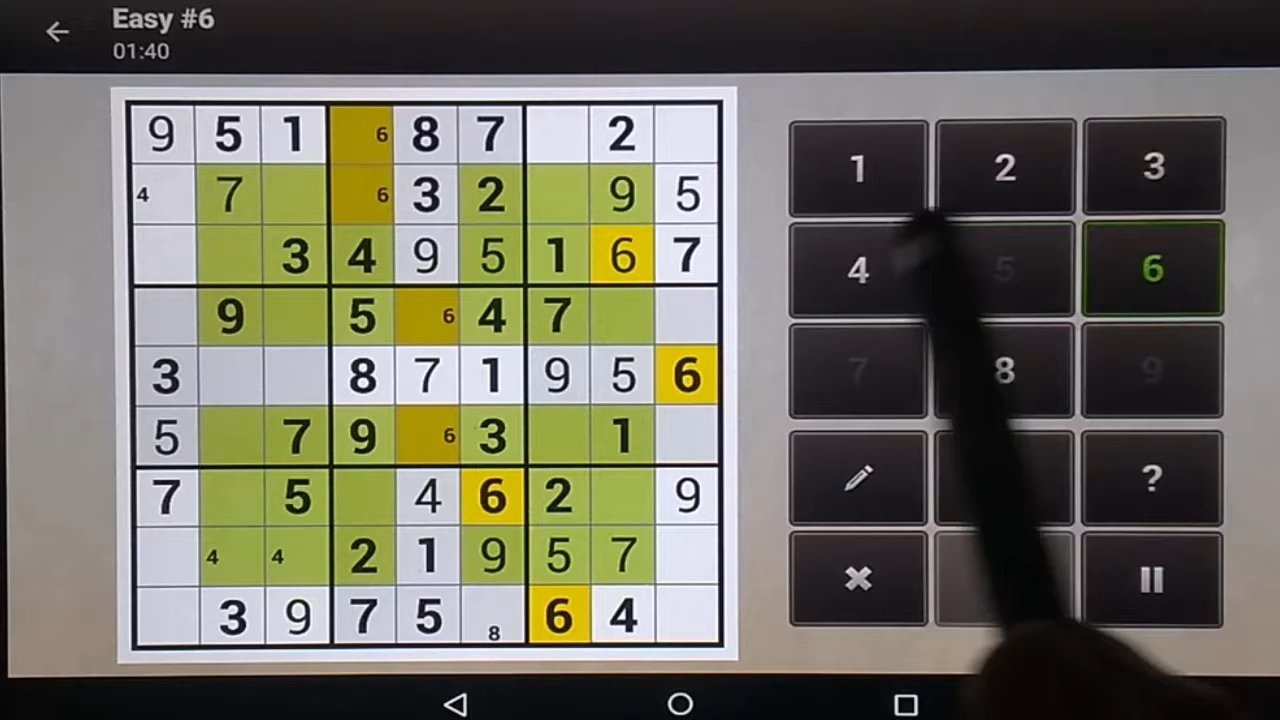 Easy #6
01:40
9 5 1 6 8 7 2
4 7 6 3 2 9 5
3 4 9 5 1 6 7
9 5 6 4 7
3 8 7 1 9 5 6
5 7 9 6 3 1
7 5 4 6 2 9
4 4 2 1 9 5 7
3 9 7 5 8 6 4
1 2 3
4 5 6
7 8 9
?